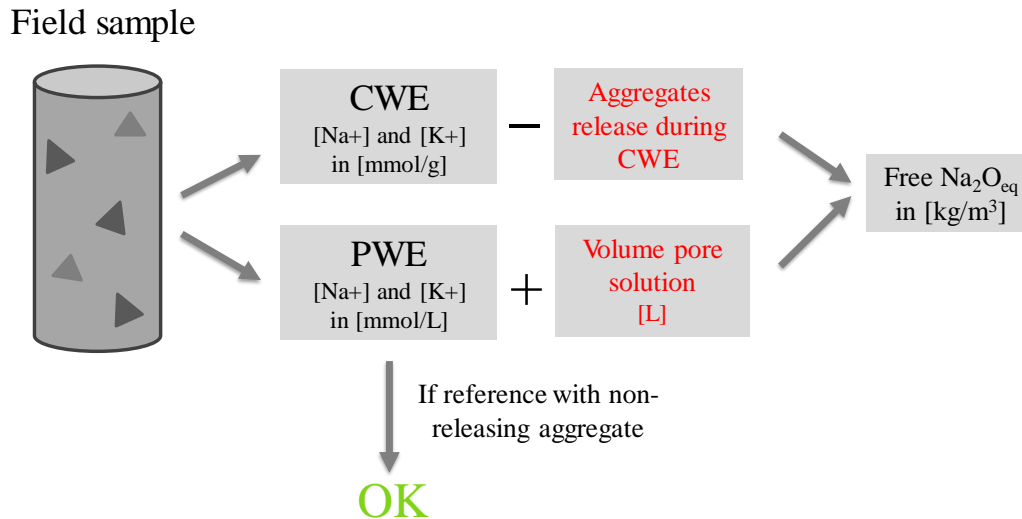 Field sample
CWE
[Na+] and [K+]
in [mmol/g]
−
Aggregates
release during
CWE
PWE
[Na+] and [K+]
in [mmol/L]
+
Volume pore
solution
[L]
Free Na₂Oeq
in [kg/m³]
If reference with non-
releasing aggregate
OK